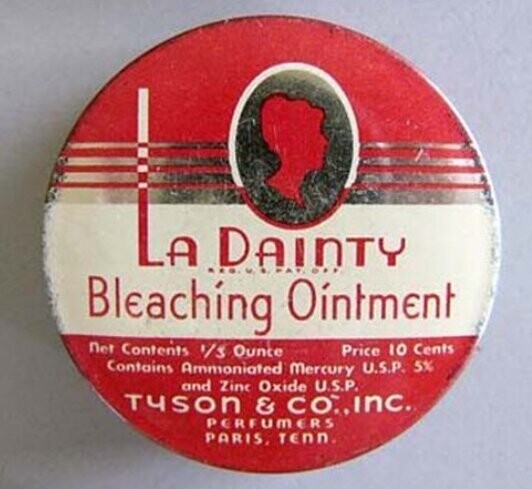 LA DAINTY
REG. U.S. PAT. OFF.
Bleaching Ointment
Net Contents 1/3 Ounce Price 10 Cents
Contains Ammoniated Mercury U.S.P. 5%
and Zinc Oxide U.S.P.
TYSON & CO., INC.
PERFUMERS
PARIS, TENN.